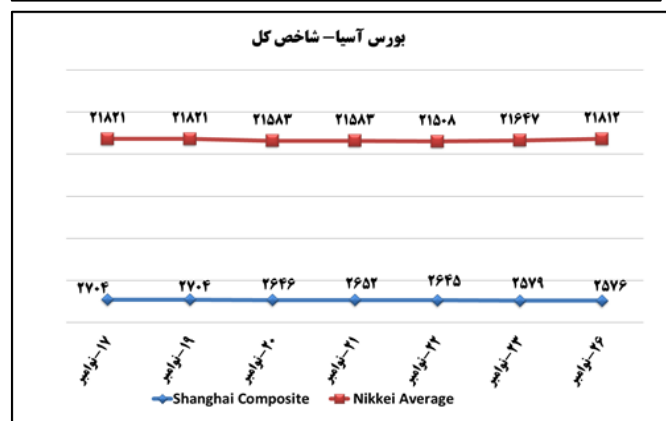 بورس آسیا– شاخص کل
۲۱۸۲۱ ۲۱۸۲۱ ۲۱۵۸۳ ۲۱۵۸۳ ۲۱۵۰۸ ۲۱۶۴۷ ۲۱۸۱۲
۲۷۰۴ ۲۷۰۴ ۲۶۴۶ ۲۶۵۲ ۲۶۴۵ ۲۵۷۹ ۲۵۷۶
۱۷-نوامبر ۱۹-نوامبر ۲۰-نوامبر ۲۱-نوامبر ۲۲-نوامبر ۲۳-نوامبر ۲۶-نوامبر
Shanghai Composite Nikkei Average